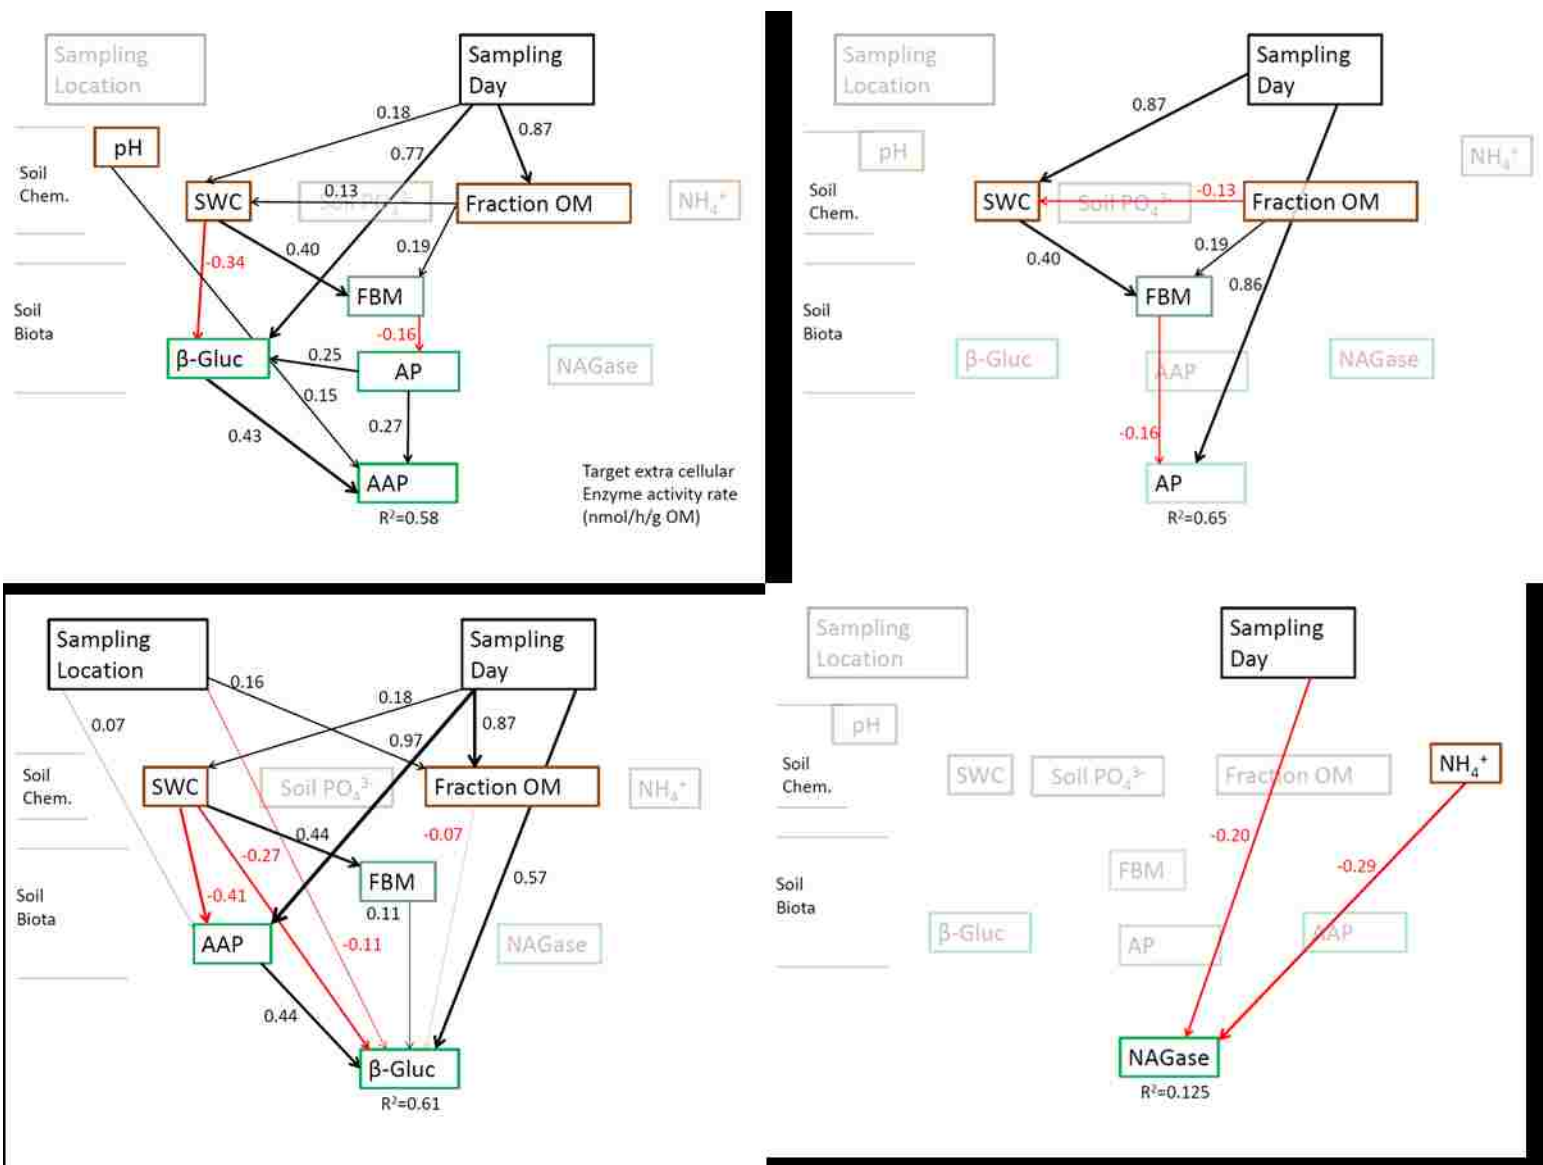 Sampling
Location
Sampling
Day
0.18
0.87
pH
0.77
Soil
Chem.
SWC
0.13
Soil PO₄³⁻
Fraction OM
NH₄⁺
0.40
0.19
-0.34
FBM
Soil
Biota
-0.16
β-Gluc
0.25
AP
NAGase
0.15
0.43
0.27
AAP
R²=0.58
Target extra cellular
Enzyme activity rate
(nmol/h/g OM)
Sampling
Location
Sampling
Day
0.87
pH
NH₄⁺
Soil
Chem.
SWC
Soil PO₄³⁻
-0.13
Fraction OM
0.40
0.19
FBM
0.86
Soil
Biota
β-Gluc
AAP
NAGase
-0.16
AP
R²=0.65
Sampling
Location
Sampling
Day
0.16
0.18
0.07
0.87
0.97
Soil
Chem.
SWC
Soil PO₄³⁻
Fraction OM
NH₄⁺
0.44
-0.07
-0.27
FBM
0.57
Soil
Biota
-0.41
0.11
AAP
-0.11
NAGase
0.44
β-Gluc
R²=0.61
Sampling
Location
Sampling
Day
pH
Soil
Chem.
SWC
Soil PO₄³⁻
Fraction OM
NH₄⁺
-0.20
FBM
-0.29
Soil
Biota
β-Gluc
AP
AAP
NAGase
R²=0.125